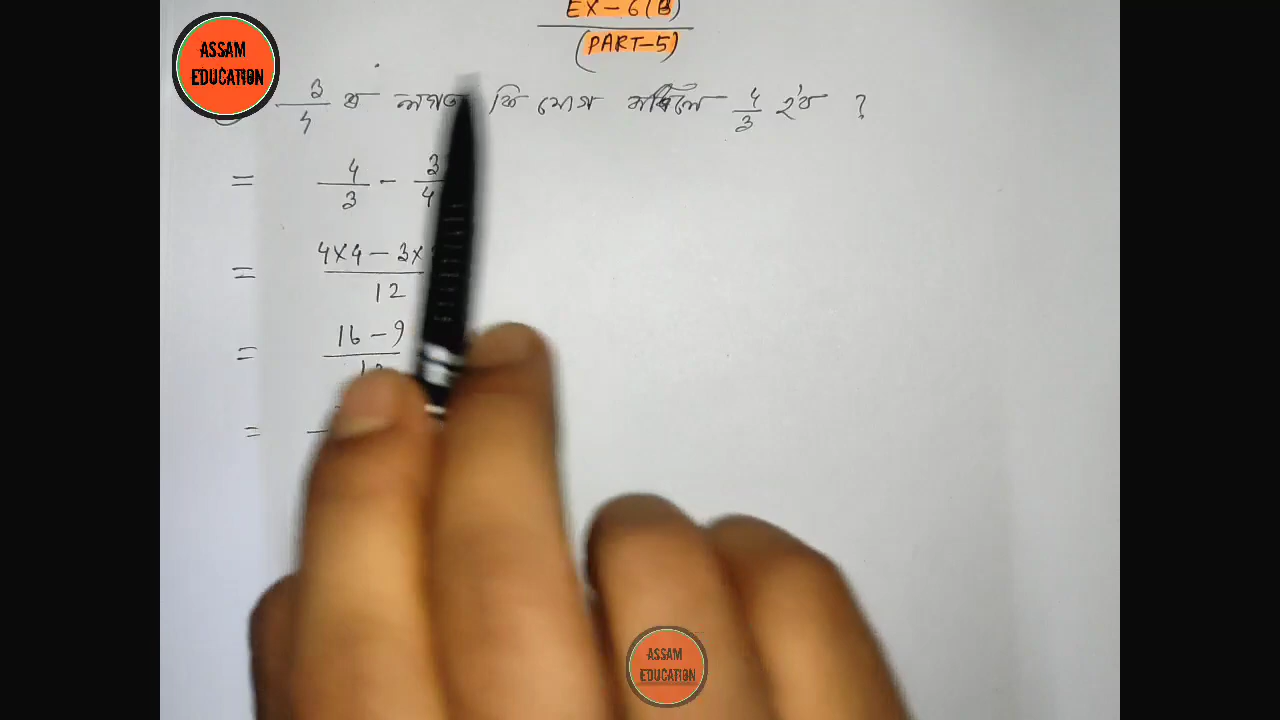 EX-6(B)
(PART-5)
ASSAM
EDUCATION
3/4 ৰ লগত কি যোগ কৰিলে 4/3 হ'ব ?
= 4/3 - 3/4
= 4×4 - 3×
12
= 16 - 9
12
=
ASSAM
EDUCATION